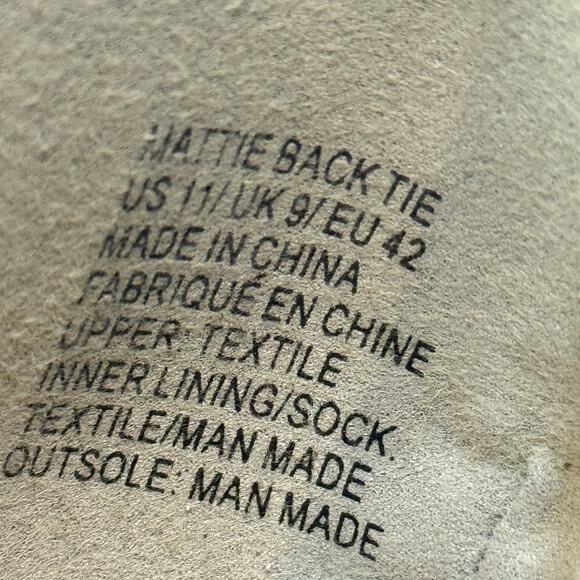 MATTIE BACK TIE
US 11/ UK 9/ EU 42
MADE IN CHINA
FABRIQUÉ EN CHINE
UPPER: TEXTILE
INNER LINING/SOCK.
TEXTILE/MAN MADE
OUTSOLE: MAN MADE